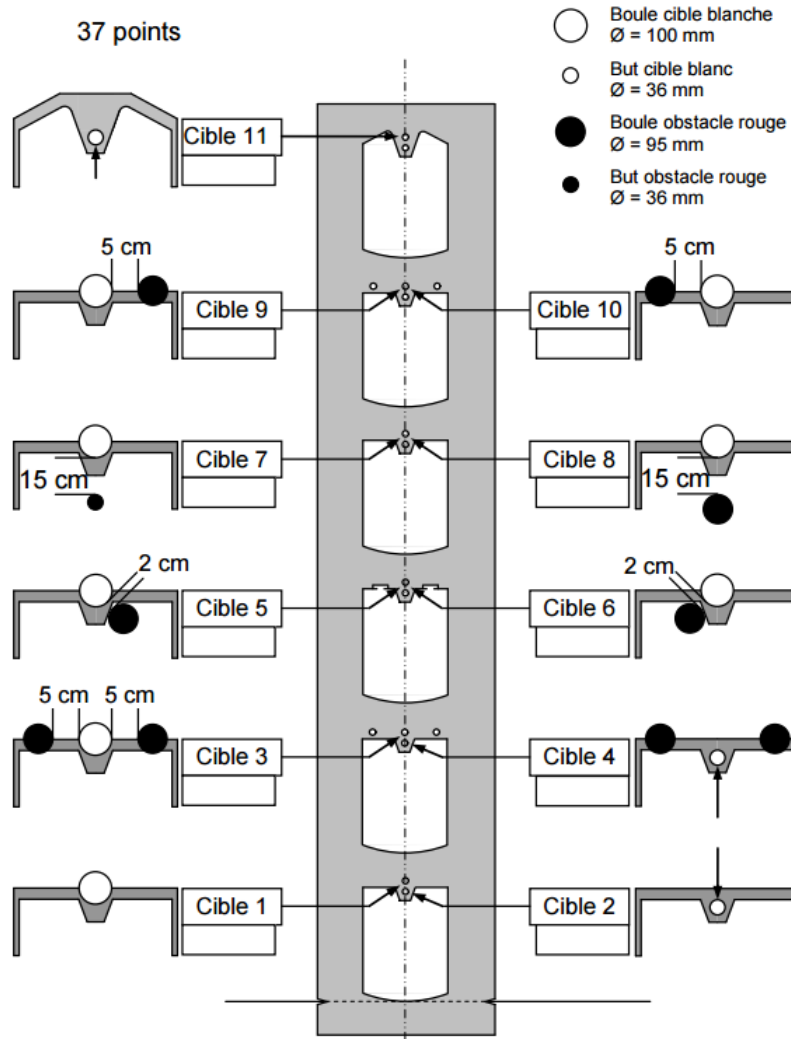 37 points
Boule cible blanche
Ø = 100 mm
But cible blanc
Ø = 36 mm
Boule obstacle rouge
Ø = 95 mm
But obstacle rouge
Ø = 36 mm
Cible 11
5 cm
5 cm
Cible 9
Cible 10
Cible 7
Cible 8
15 cm
15 cm
2 cm
2 cm
Cible 5
Cible 6
5 cm
5 cm
Cible 3
Cible 4
Cible 1
Cible 2